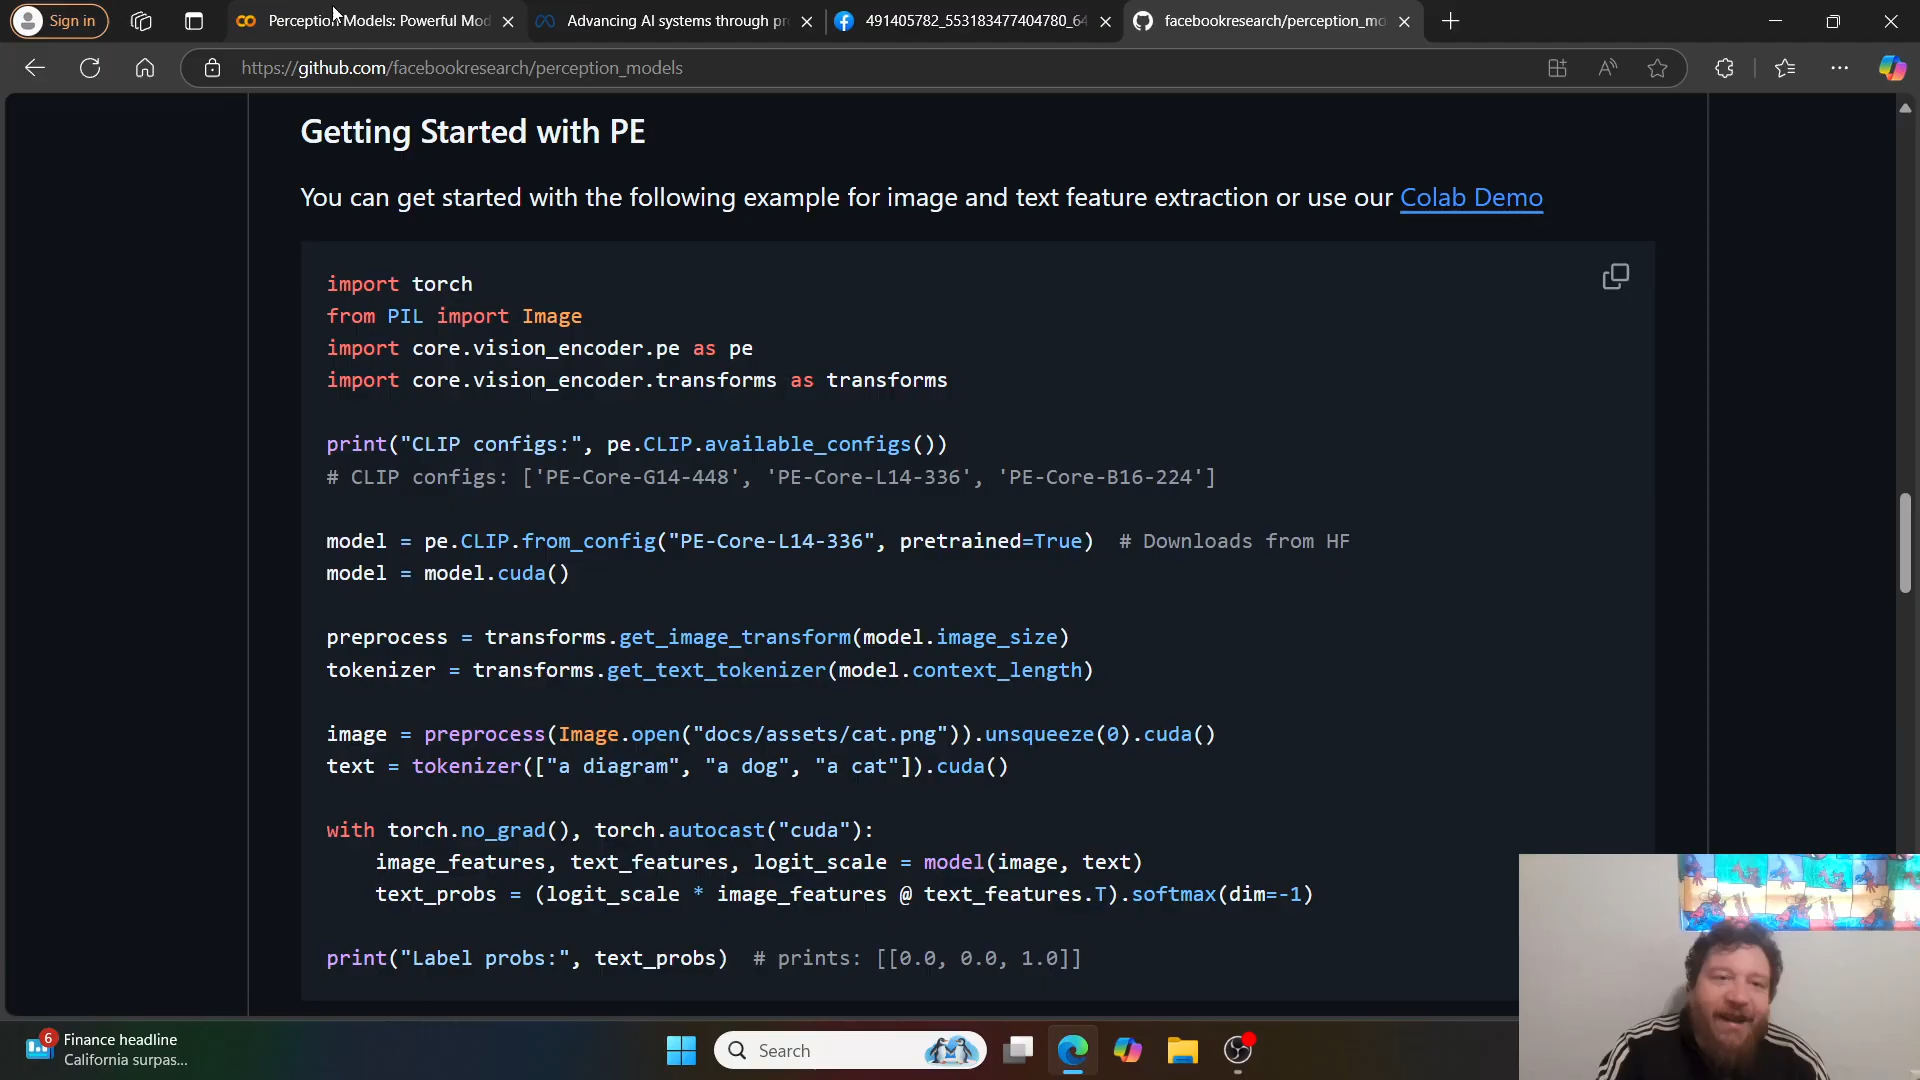 Sign in
Perception Models: Powerful Mod
Advancing AI systems through pr
491405782_553183477404780_64
facebookresearch/perception_mo
https://github.com/facebookresearch/perception_models
Getting Started with PE
You can get started with the following example for image and text feature extraction or use our Colab Demo
import torch
from PIL import Image
import core.vision_encoder.pe as pe
import core.vision_encoder.transforms as transforms
print("CLIP configs:", pe.CLIP.available_configs())
# CLIP configs: ['PE-Core-G14-448', 'PE-Core-L14-336', 'PE-Core-B16-224']
model = pe.CLIP.from_config("PE-Core-L14-336", pretrained=True)  # Downloads from HF
model = model.cuda()
preprocess = transforms.get_image_transform(model.image_size)
tokenizer = transforms.get_text_tokenizer(model.context_length)
image = preprocess(Image.open("docs/assets/cat.png")).unsqueeze(0).cuda()
text = tokenizer(["a diagram", "a dog", "a cat"]).cuda()
with torch.no_grad(), torch.autocast("cuda"):
    image_features, text_features, logit_scale = model(image, text)
    text_probs = (logit_scale * image_features @ text_features.T).softmax(dim=-1)
print("Label probs:", text_probs)  # prints: [[0.0, 0.0, 1.0]]
6
Finance headline
California surpas...
Search